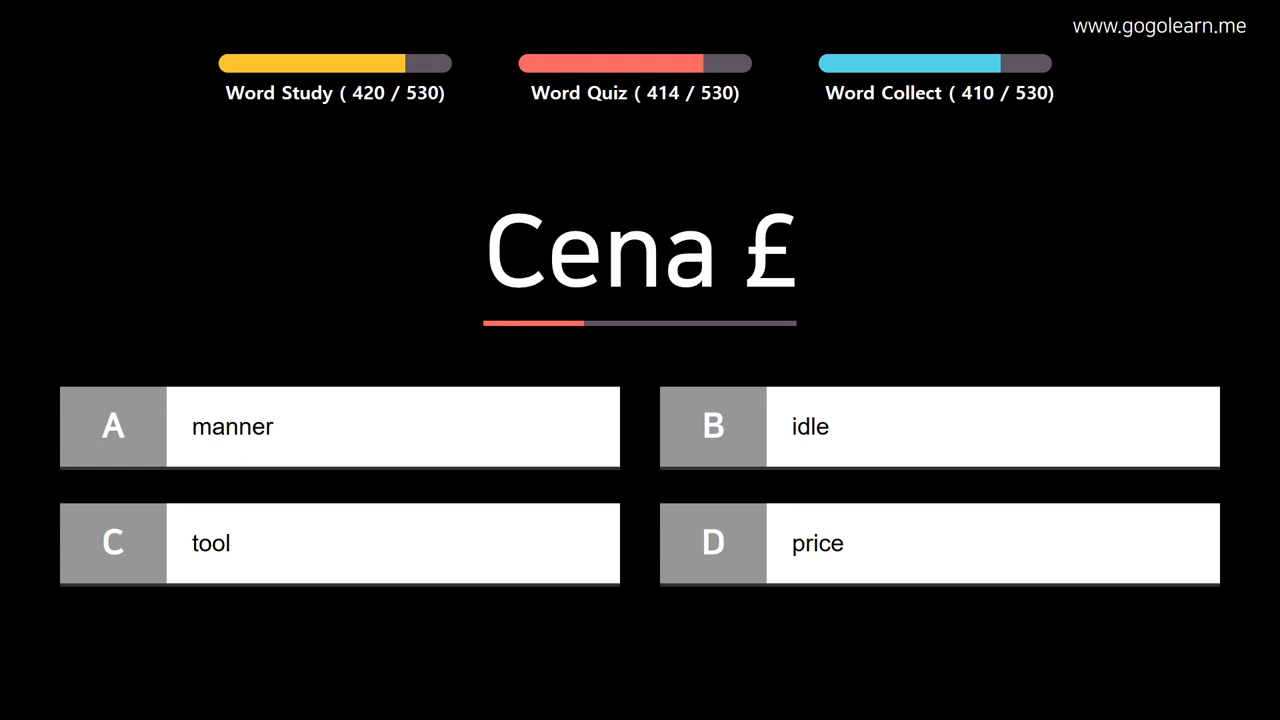 www.gogolearn.me
Word Study ( 420 / 530)
Word Quiz ( 414 / 530)
Word Collect ( 410 / 530)
Cena £
A manner
B idle
C tool
D price